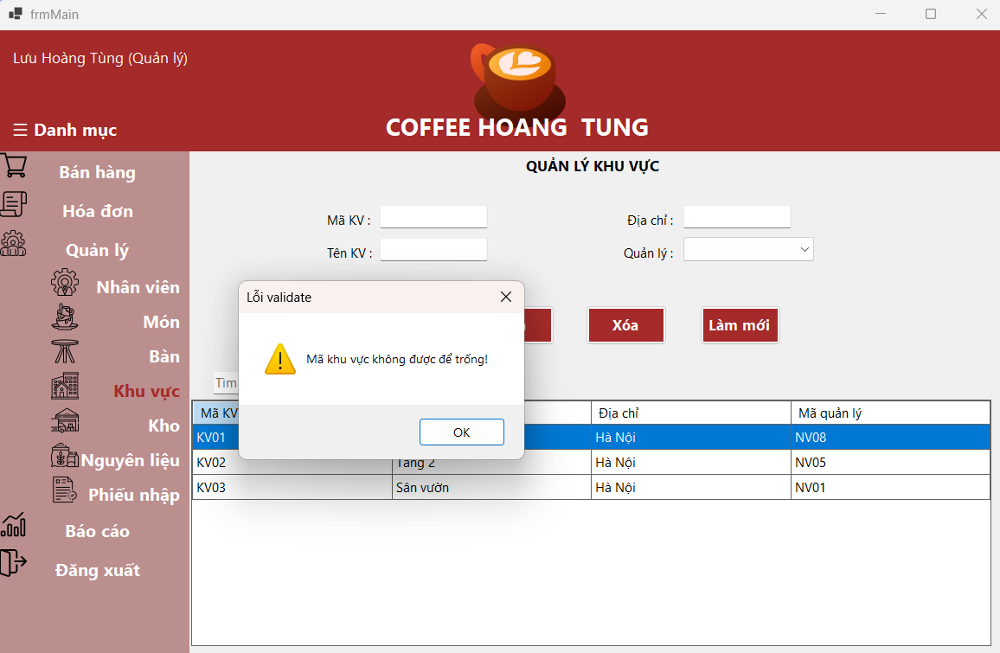 frmMain
Lưu Hoàng Tùng (Quản lý)
☰ Danh mục
COFFEE HOANG TUNG
Bán hàng
Hóa đơn
Quản lý
Nhân viên
Món
Bàn
Khu vực
Kho
Nguyên liệu
Phiếu nhập
Báo cáo
Đăng xuất
QUẢN LÝ KHU VỰC
Mã KV :
Địa chỉ :
Tên KV :
Quản lý :
Lỗi validate
Mã khu vực không được để trống!
OK
Xóa
Làm mới
Tìm
Mã KV Địa chỉ Mã quản lý
KV01 Hà Nội NV08
KV02 Tầng 2 Hà Nội NV05
KV03 Sân vườn Hà Nội NV01